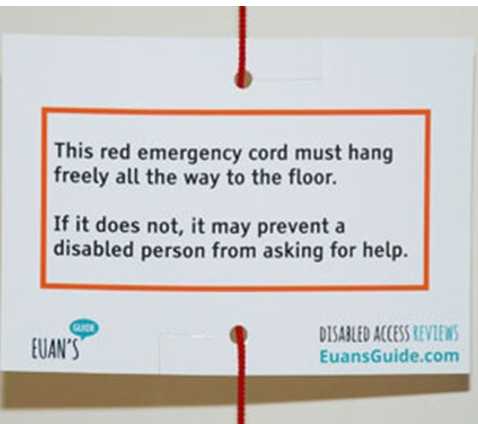 This red emergency cord must hang
freely all the way to the floor.
If it does not, it may prevent a
disabled person from asking for help.
EUAN'S GUIDE
DISABLED ACCESS REVIEWS
EuansGuide.com